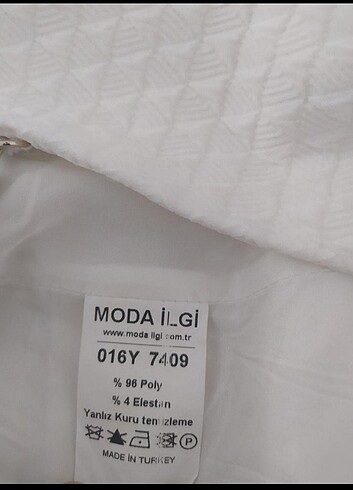 MODA İLGİ
www.moda ilgi.com.tr
016Y 7409
% 96 Poly
% 4 Elestan
Yanlız Kuru temizleme
P
MADE IN TURKEY